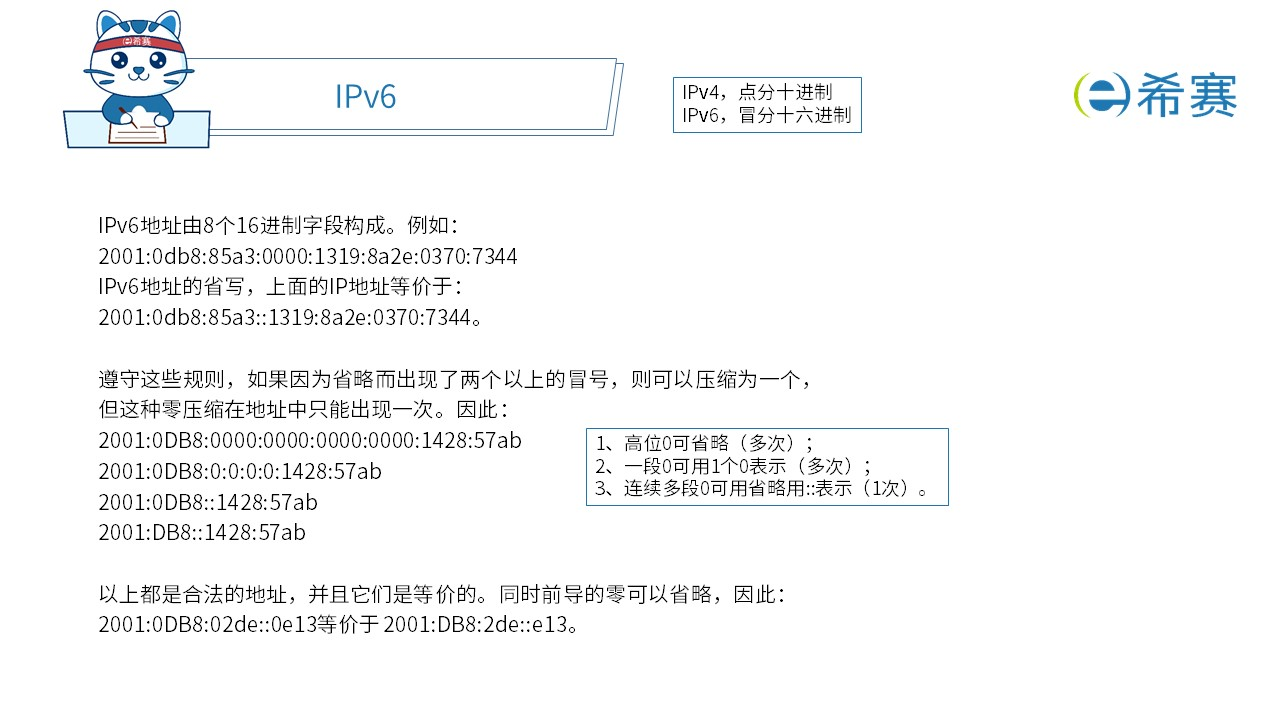 希赛
IPv6
IPv4，点分十进制
IPv6，冒分十六进制
希赛
IPv6地址由8个16进制字段构成。例如：
2001:0db8:85a3:0000:1319:8a2e:0370:7344
IPv6地址的省写，上面的IP地址等价于：
2001:0db8:85a3::1319:8a2e:0370:7344。
遵守这些规则，如果因为省略而出现了两个以上的冒号，则可以压缩为一个，
但这种零压缩在地址中只能出现一次。因此：
2001:0DB8:0000:0000:0000:0000:1428:57ab
2001:0DB8:0:0:0:0:1428:57ab
2001:0DB8::1428:57ab
2001:DB8::1428:57ab
1、高位0可省略（多次）；
2、一段0可用1个0表示（多次）；
3、连续多段0可用省略用::表示（1次）。
以上都是合法的地址，并且它们是等价的。同时前导的零可以省略，因此：
2001:0DB8:02de::0e13等价于 2001:DB8:2de::e13。